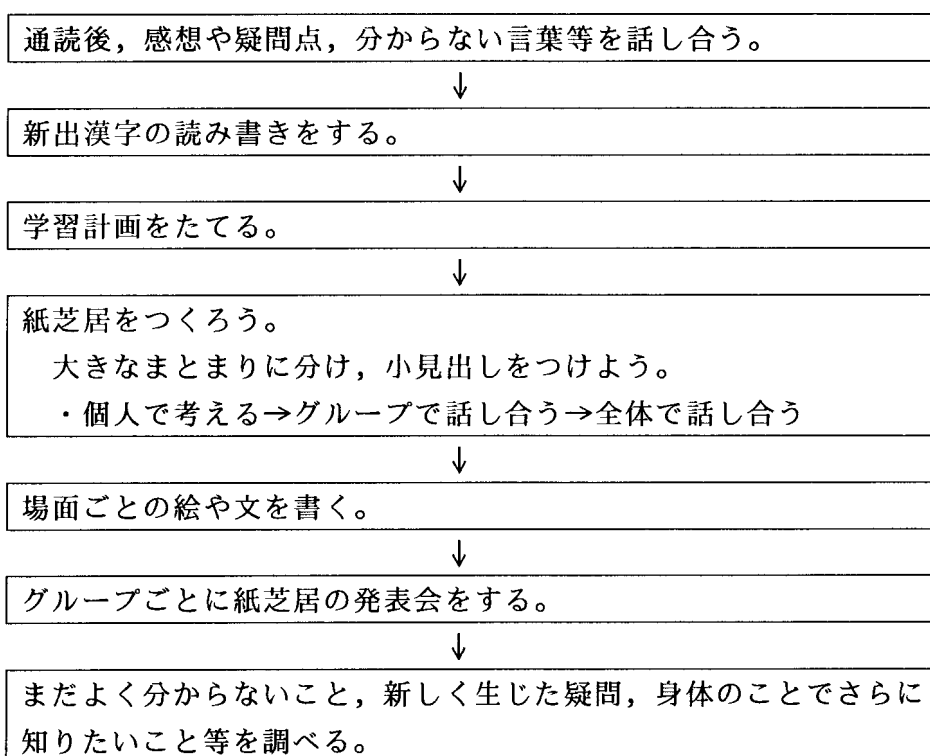 通読後，感想や疑問点，分からない言葉等を話し合う。
↓
新出漢字の読み書きをする。
↓
学習計画をたてる。
↓
紙芝居をつくろう。
大きなまとまりに分け，小見出しをつけよう。
・個人で考える→グループで話し合う→全体で話し合う
↓
場面ごとの絵や文を書く。
↓
グループごとに紙芝居の発表会をする。
↓
まだよく分からないこと，新しく生じた疑問，身体のことでさらに
知りたいこと等を調べる。